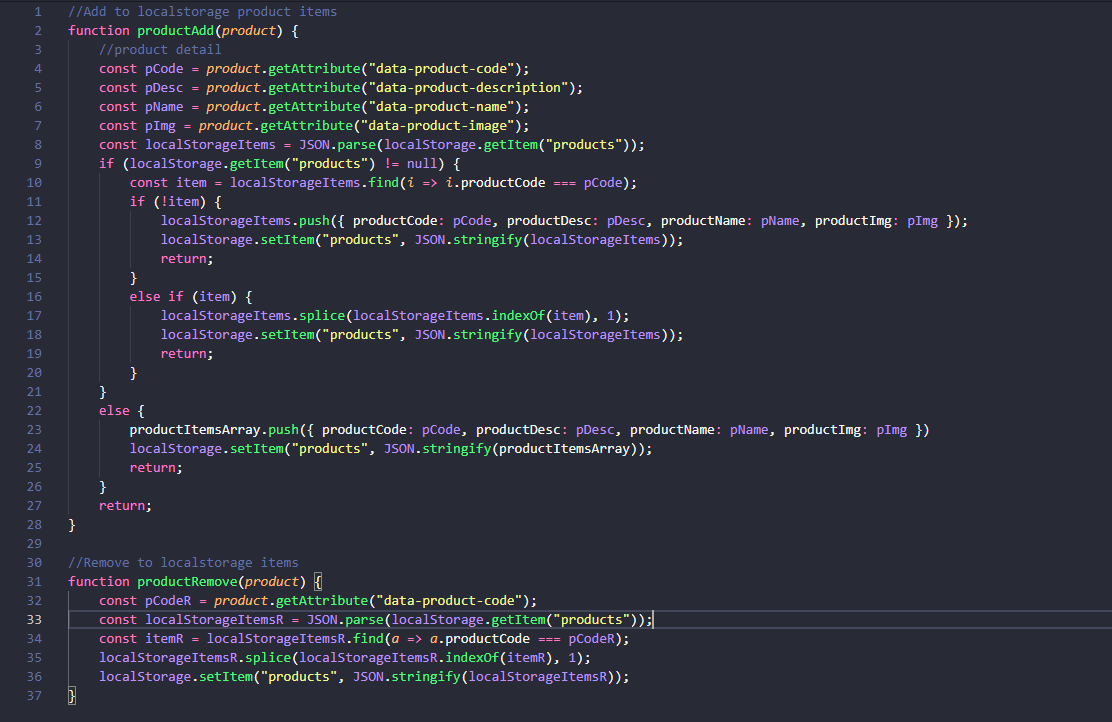 1 //Add to localstorage product items
2 function productAdd(product) {
3 //product detail
4 const pCode = product.getAttribute("data-product-code");
5 const pDesc = product.getAttribute("data-product-description");
6 const pName = product.getAttribute("data-product-name");
7 const pImg = product.getAttribute("data-product-image");
8 const localStorageItems = JSON.parse(localStorage.getItem("products"));
9 if (localStorage.getItem("products") != null) {
10 const item = localStorageItems.find(i => i.productCode === pCode);
11 if (!item) {
12 localStorageItems.push({ productCode: pCode, productDesc: pDesc, productName: pName, productImg: pImg });
13 localStorage.setItem("products", JSON.stringify(localStorageItems));
14 return;
15 }
16 else if (item) {
17 localStorageItems.splice(localStorageItems.indexOf(item), 1);
18 localStorage.setItem("products", JSON.stringify(localStorageItems));
19 return;
20 }
21 }
22 else {
23 productItemsArray.push({ productCode: pCode, productDesc: pDesc, productName: pName, productImg: pImg })
24 localStorage.setItem("products", JSON.stringify(productItemsArray));
25 return;
26 }
27 return;
28 }
29
30 //Remove to localstorage items
31 function productRemove(product) {
32 const pCodeR = product.getAttribute("data-product-code");
33 const localStorageItemsR = JSON.parse(localStorage.getItem("products"));
34 const itemR = localStorageItemsR.find(a => a.productCode === pCodeR);
35 localStorageItemsR.splice(localStorageItemsR.indexOf(itemR), 1);
36 localStorage.setItem("products", JSON.stringify(localStorageItemsR));
37 }